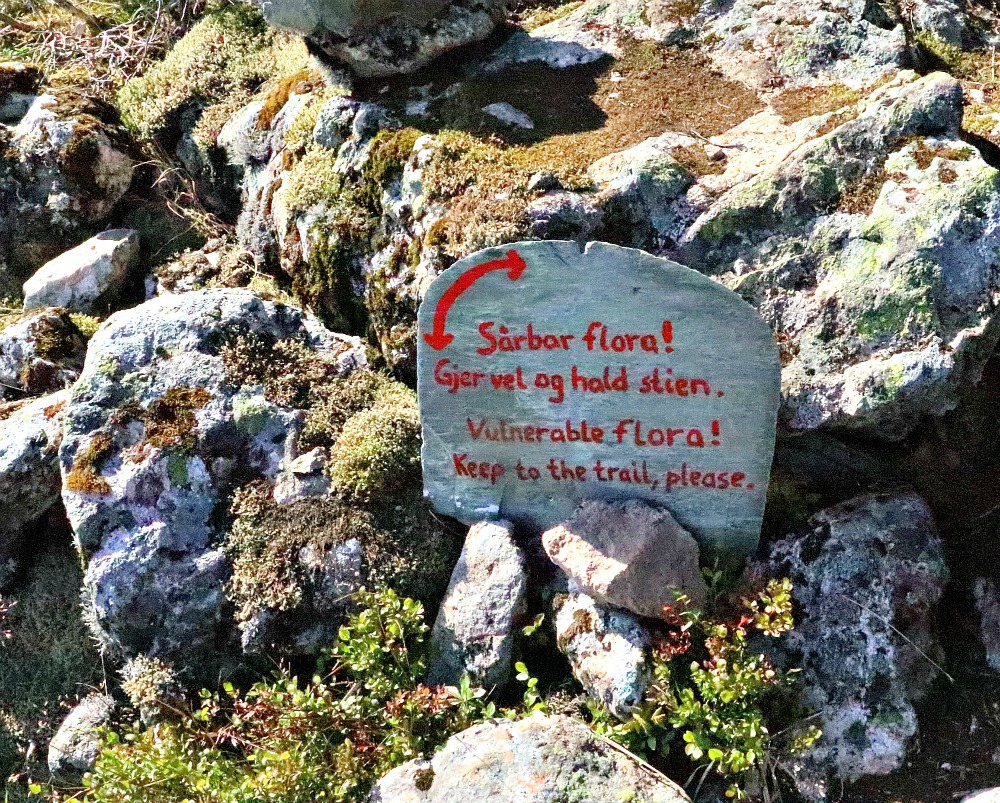 Sårbar flora!
Gjer vel og hald stien.
Vulnerable flora!
Keep to the trail, please.